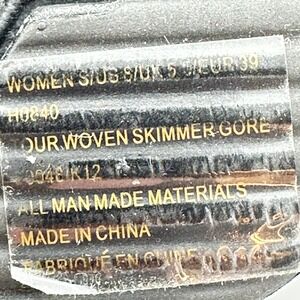 WOMEN S/US 8/UK 5.5/EUR 39
H0840
OUR WOVEN SKIMMER GORE
K12
ALL MAN MADE MATERIALS
MADE IN CHINA
FABRIQUÉ EN CHINE